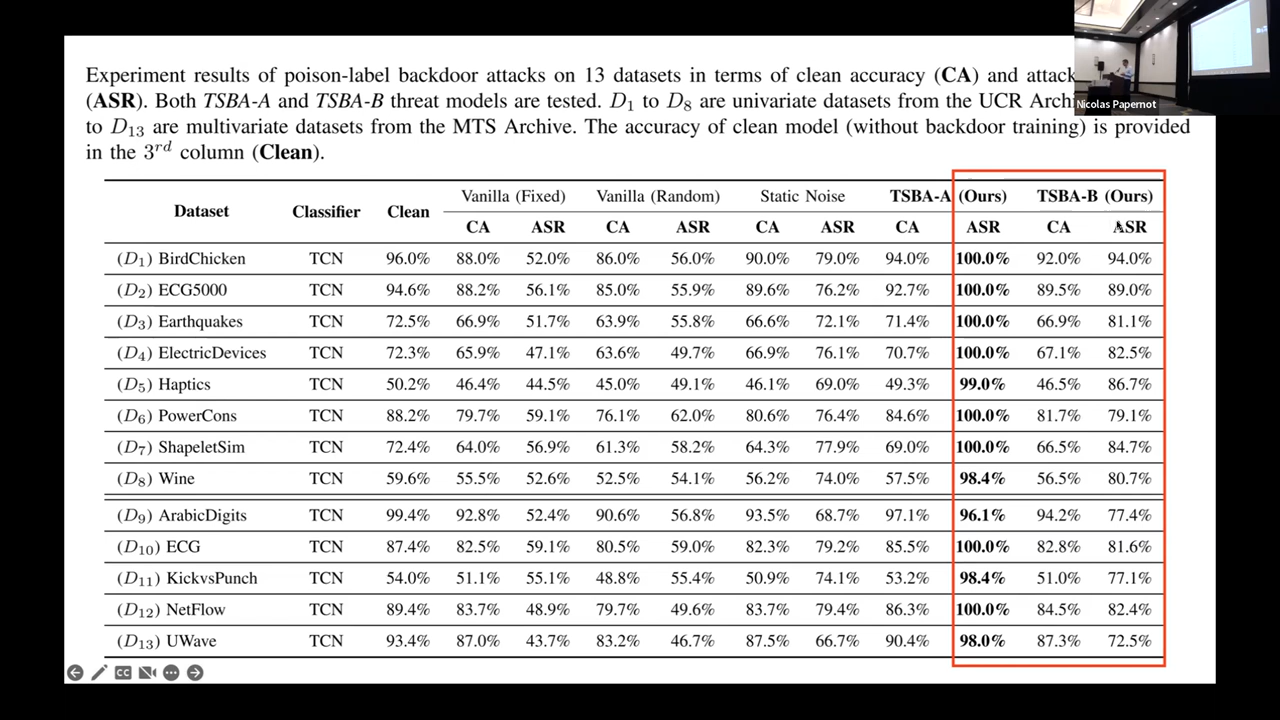 Experiment results of poison-label backdoor attacks on 13 datasets in terms of clean accuracy (CA) and attack
(ASR). Both TSBA-A and TSBA-B threat models are tested. D1 to D8 are univariate datasets from the UCR
to D13 are multivariate datasets from the MTS Archive. The accuracy of clean model (without backdoor training) is provided
in the 3rd column (Clean).
Nicolas Papernot
Dataset Classifier Clean Vanilla (Fixed) Vanilla (Random) Static Noise TSBA-A (Ours) TSBA-B (Ours)
CA ASR CA ASR CA ASR CA ASR CA ASR
(D1) BirdChicken TCN 96.0% 88.0% 52.0% 86.0% 56.0% 90.0% 79.0% 94.0% 100.0% 92.0% 94.0%
(D2) ECG5000 TCN 94.6% 88.2% 56.1% 85.0% 55.9% 89.6% 76.2% 92.7% 100.0% 89.5% 89.0%
(D3) Earthquakes TCN 72.5% 66.9% 51.7% 63.9% 55.8% 66.6% 72.1% 71.4% 100.0% 66.9% 81.1%
(D4) ElectricDevices TCN 72.3% 65.9% 47.1% 63.6% 49.7% 66.9% 76.1% 70.7% 100.0% 67.1% 82.5%
(D5) Haptics TCN 50.2% 46.4% 44.5% 45.0% 49.1% 46.1% 69.0% 49.3% 99.0% 46.5% 86.7%
(D6) PowerCons TCN 88.2% 79.7% 59.1% 76.1% 62.0% 80.6% 76.4% 84.6% 100.0% 81.7% 79.1%
(D7) ShapeletSim TCN 72.4% 64.0% 56.9% 61.3% 58.2% 64.3% 77.9% 69.0% 100.0% 66.5% 84.7%
(D8) Wine TCN 59.6% 55.5% 52.6% 52.5% 54.1% 56.2% 74.0% 57.5% 98.4% 56.5% 80.7%
(D9) ArabicDigits TCN 99.4% 92.8% 52.4% 90.6% 56.8% 93.5% 68.7% 97.1% 96.1% 94.2% 77.4%
(D10) ECG TCN 87.4% 82.5% 59.1% 80.5% 59.0% 82.3% 79.2% 85.5% 100.0% 82.8% 81.6%
(D11) KickvsPunch TCN 54.0% 51.1% 55.1% 48.8% 55.4% 50.9% 74.1% 53.2% 98.4% 51.0% 77.1%
(D12) NetFlow TCN 89.4% 83.7% 48.9% 79.7% 49.6% 83.7% 79.4% 86.3% 100.0% 84.5% 82.4%
(D13) UWave TCN 93.4% 87.0% 43.7% 83.2% 46.7% 87.5% 66.7% 90.4% 98.0% 87.3% 72.5%
CC